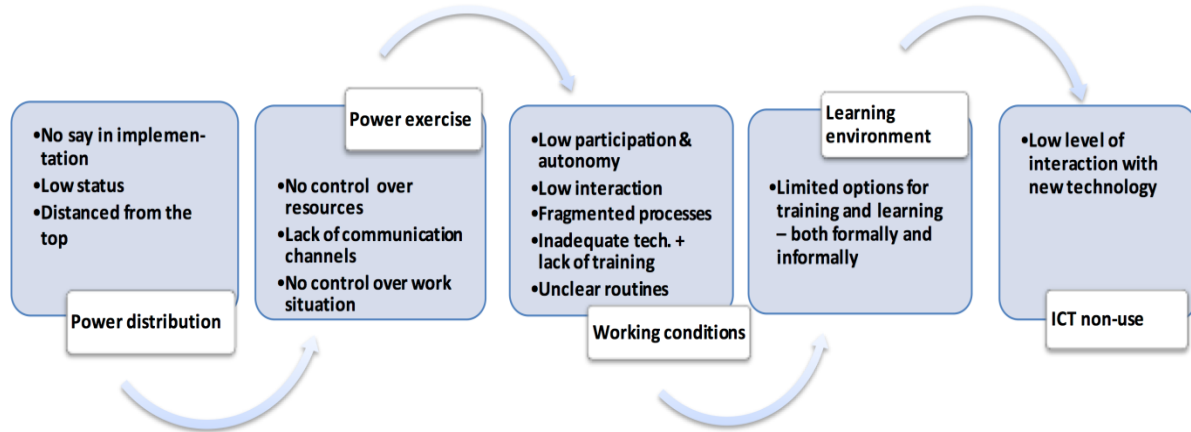 •No say in implemen-
tation
•Low status
•Distanced from the
top
Power distribution
Power exercise
•No control over
resources
•Lack of communication
channels
•No control over work
situation
•Low participation &
autonomy
•Low interaction
•Fragmented processes
•Inadequate tech. +
lack of training
•Unclear routines
Working conditions
Learning
environment
•Limited options for
training and learning
– both formally and
informally
•Low level of
interaction with
new technology
ICT non-use